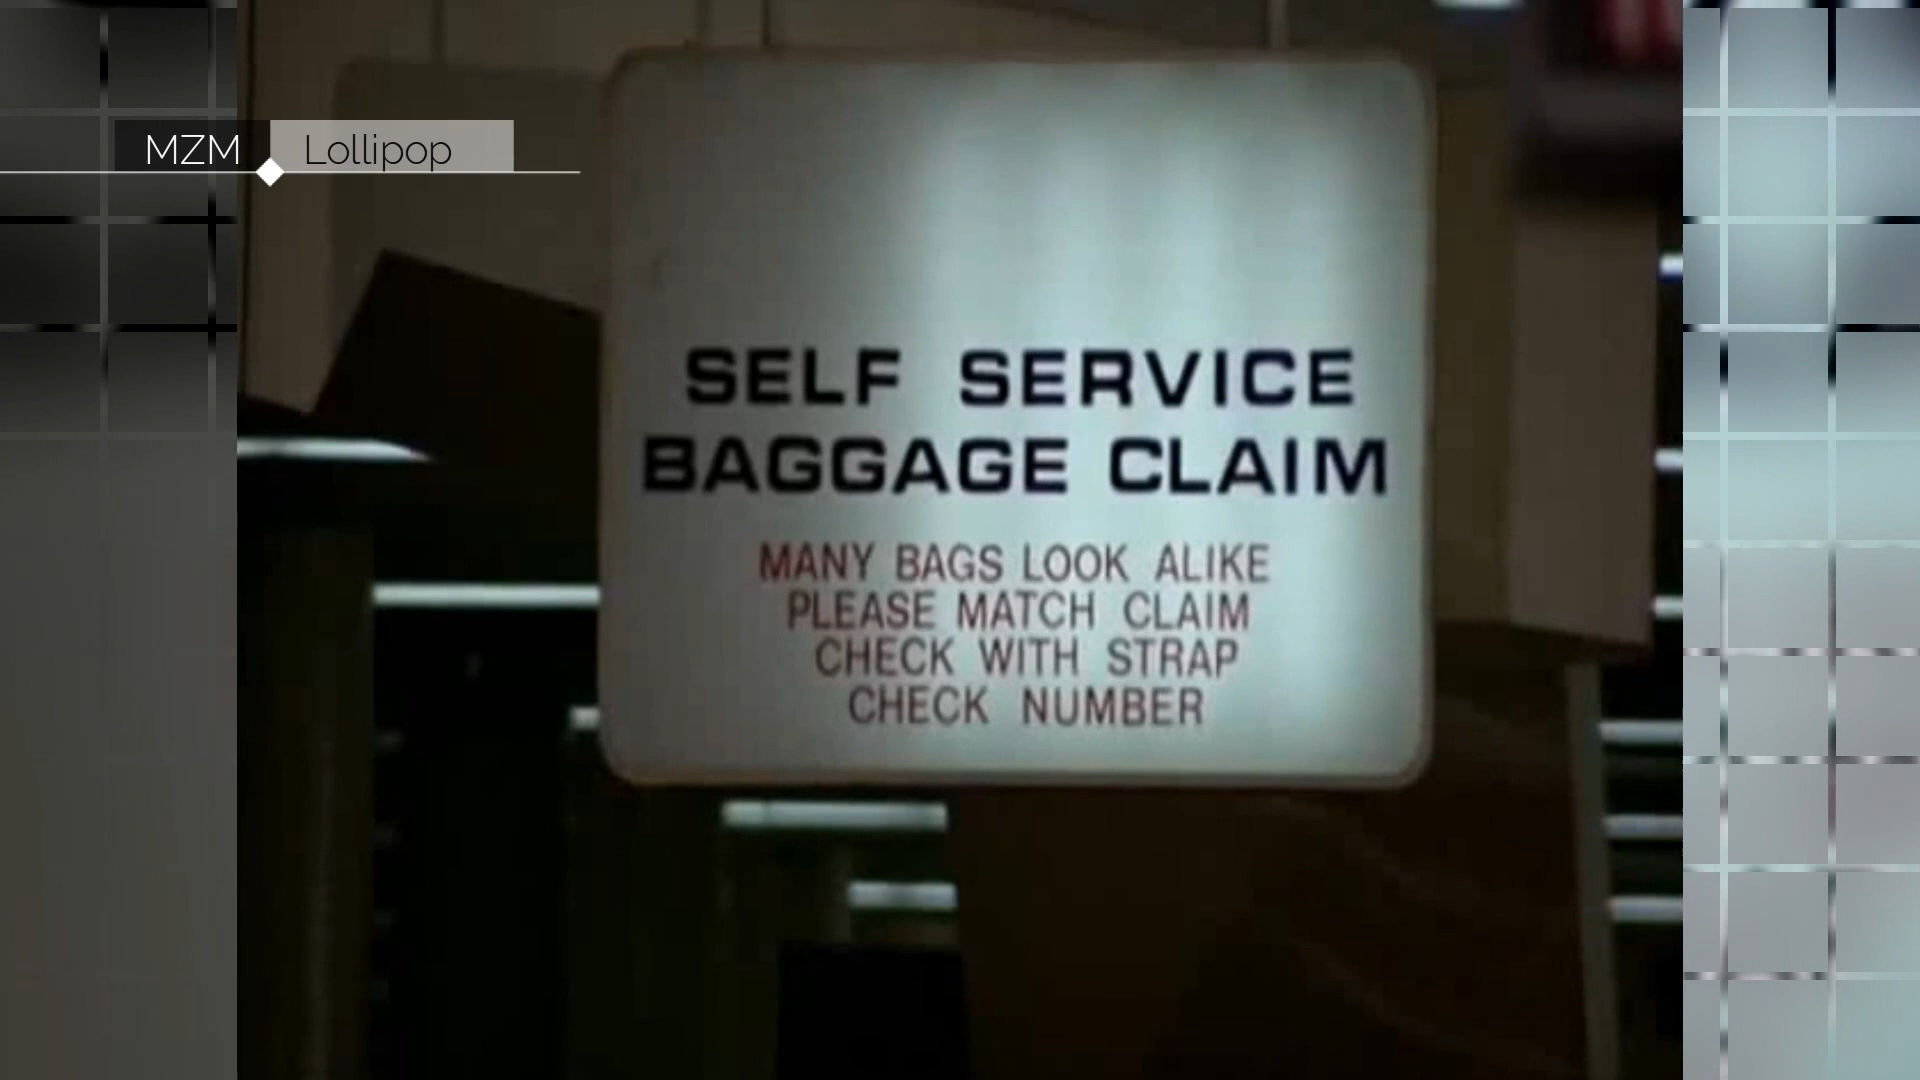 MZM Lollipop
SELF SERVICE
BAGGAGE CLAIM
MANY BAGS LOOK ALIKE
PLEASE MATCH CLAIM
CHECK WITH STRAP
CHECK NUMBER